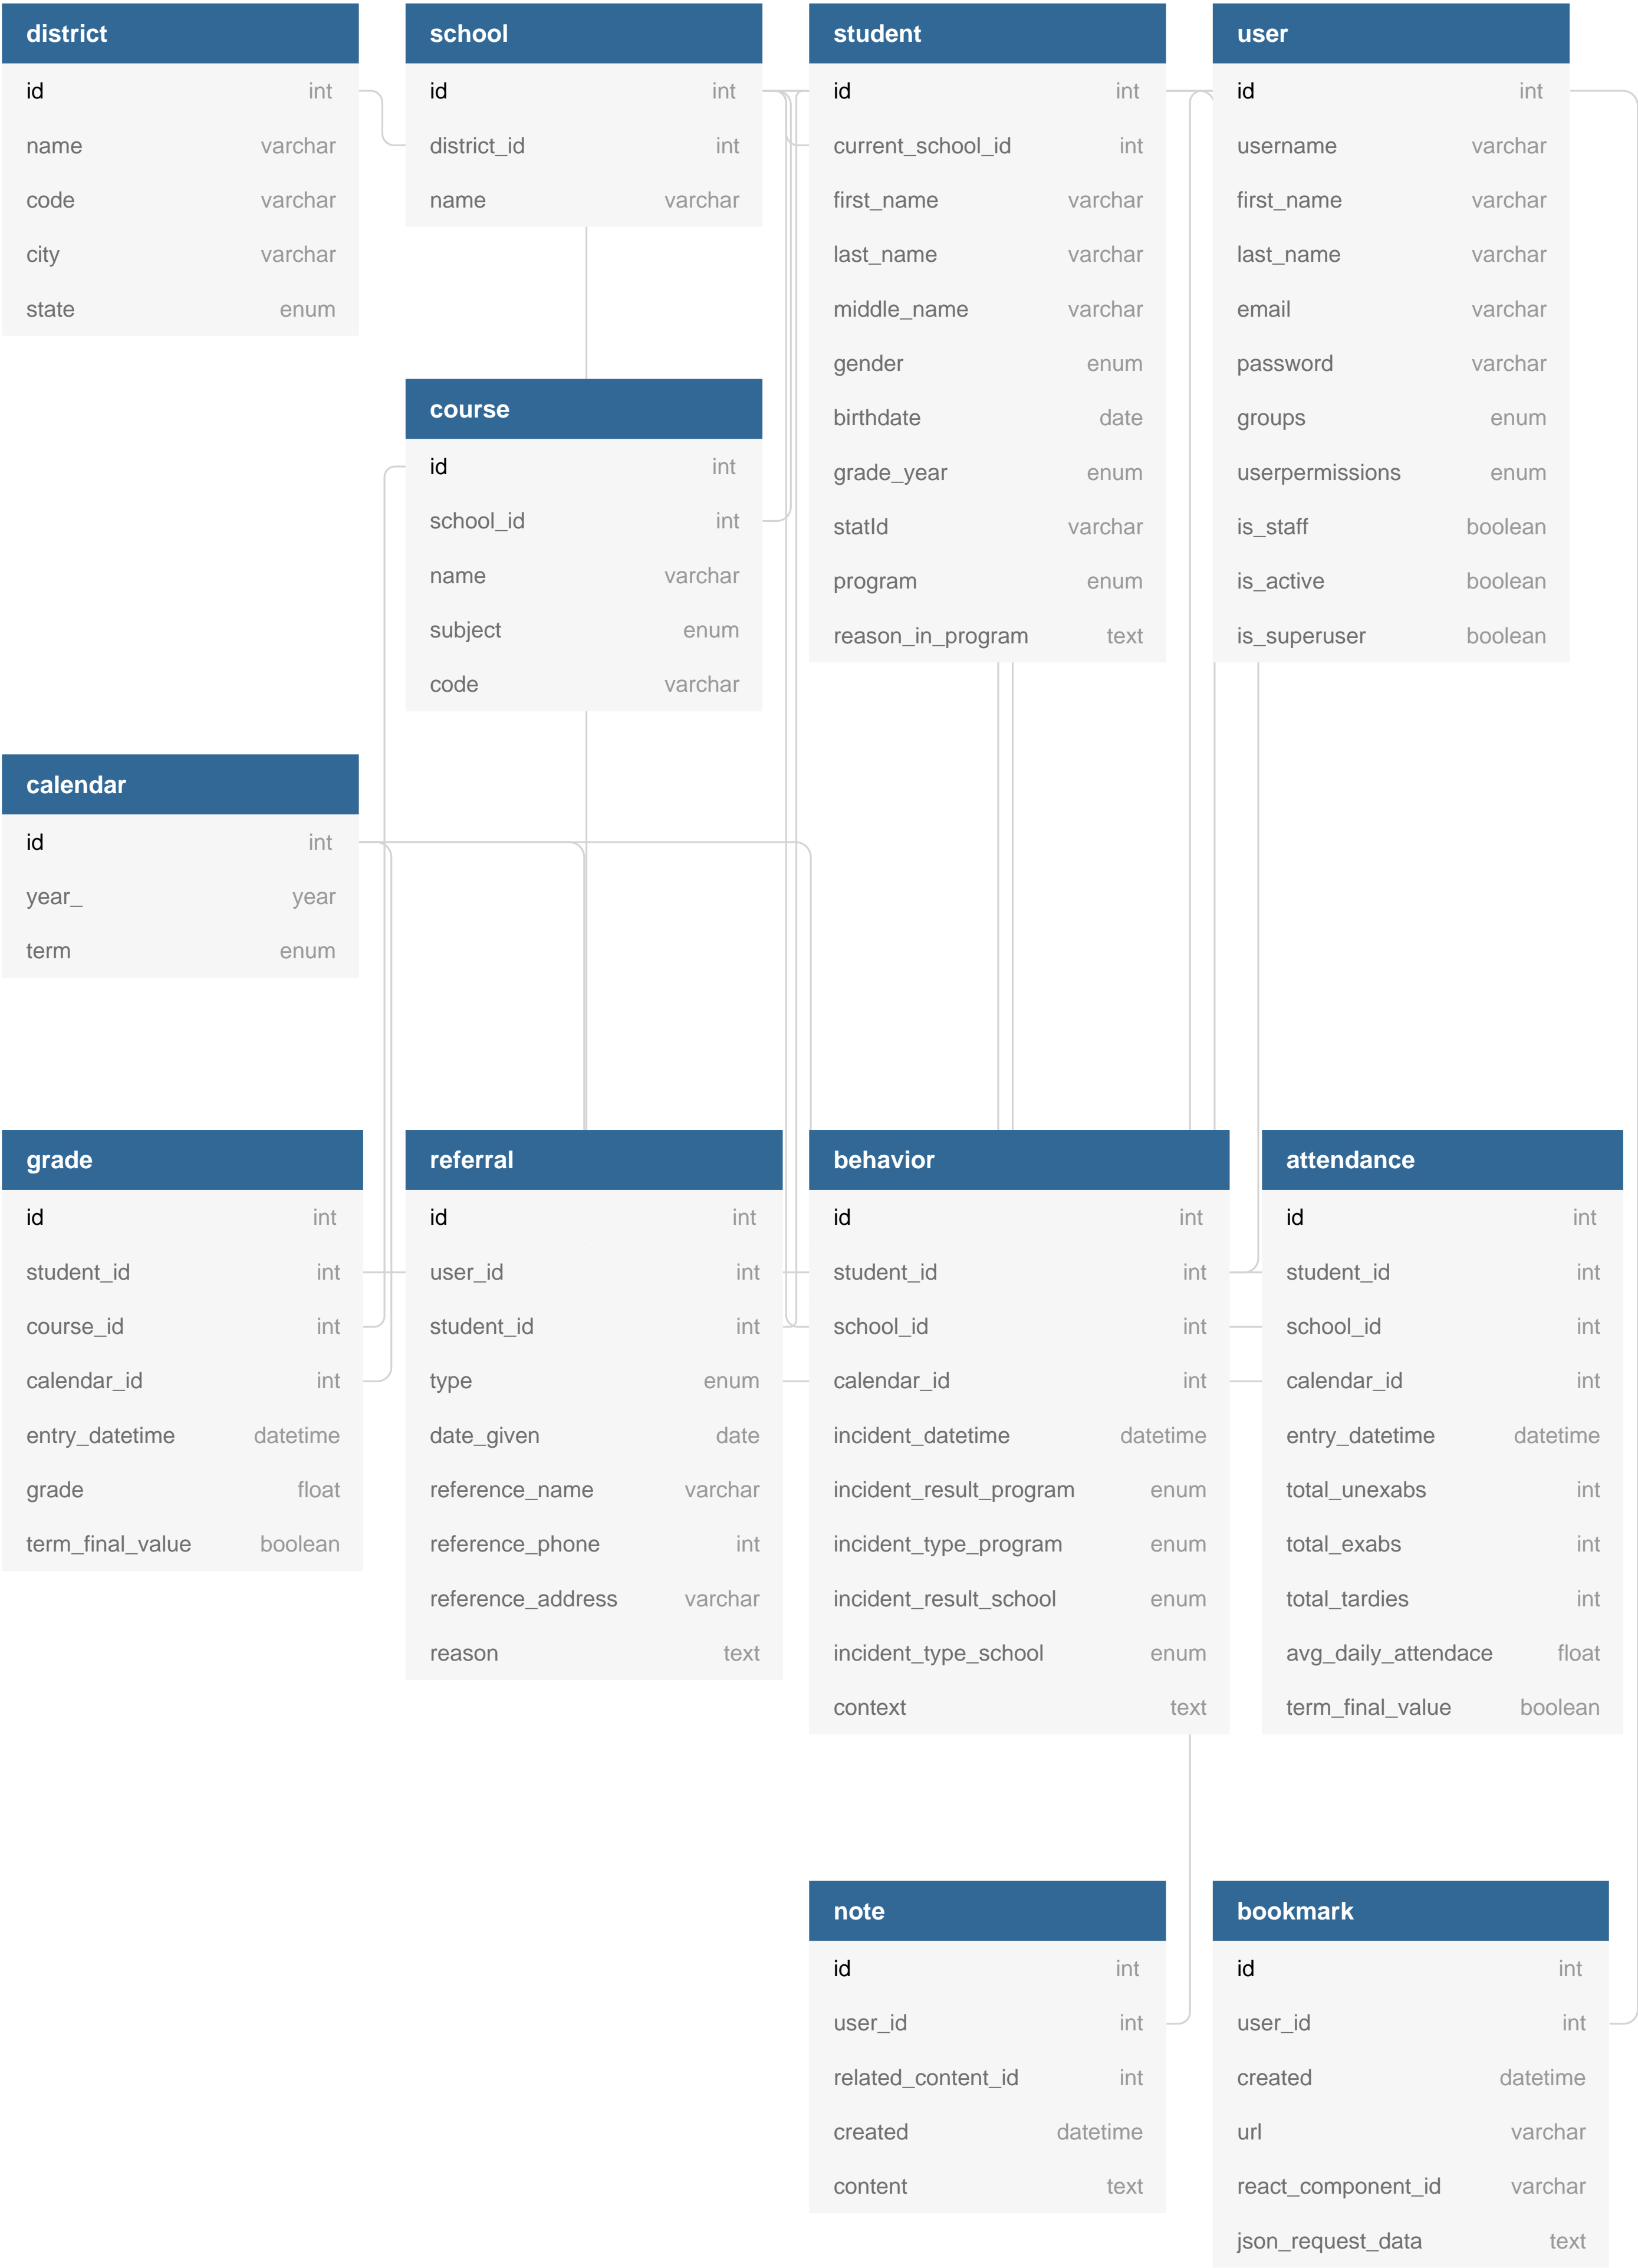 district
id int
name varchar
code varchar
city varchar
state enum
school
id int
district_id int
name varchar
student
id int
current_school_id int
first_name varchar
last_name varchar
middle_name varchar
gender enum
birthdate date
grade_year enum
statId varchar
program enum
reason_in_program text
user
id int
username varchar
first_name varchar
last_name varchar
email varchar
password varchar
groups enum
userpermissions enum
is_staff boolean
is_active boolean
is_superuser boolean
course
id int
school_id int
name varchar
subject enum
code varchar
calendar
id int
year_ year
term enum
grade
id int
student_id int
course_id int
calendar_id int
entry_datetime datetime
grade float
term_final_value boolean
referral
id int
user_id int
student_id int
type enum
date_given date
reference_name varchar
reference_phone int
reference_address varchar
reason text
behavior
id int
student_id int
school_id int
calendar_id int
incident_datetime datetime
incident_result_program enum
incident_type_program enum
incident_result_school enum
incident_type_school enum
context text
attendance
id int
student_id int
school_id int
calendar_id int
entry_datetime datetime
total_unexabs int
total_exabs int
total_tardies int
avg_daily_attendace float
term_final_value boolean
note
id int
user_id int
related_content_id int
created datetime
content text
bookmark
id int
user_id int
created datetime
url varchar
react_component_id varchar
json_request_data text